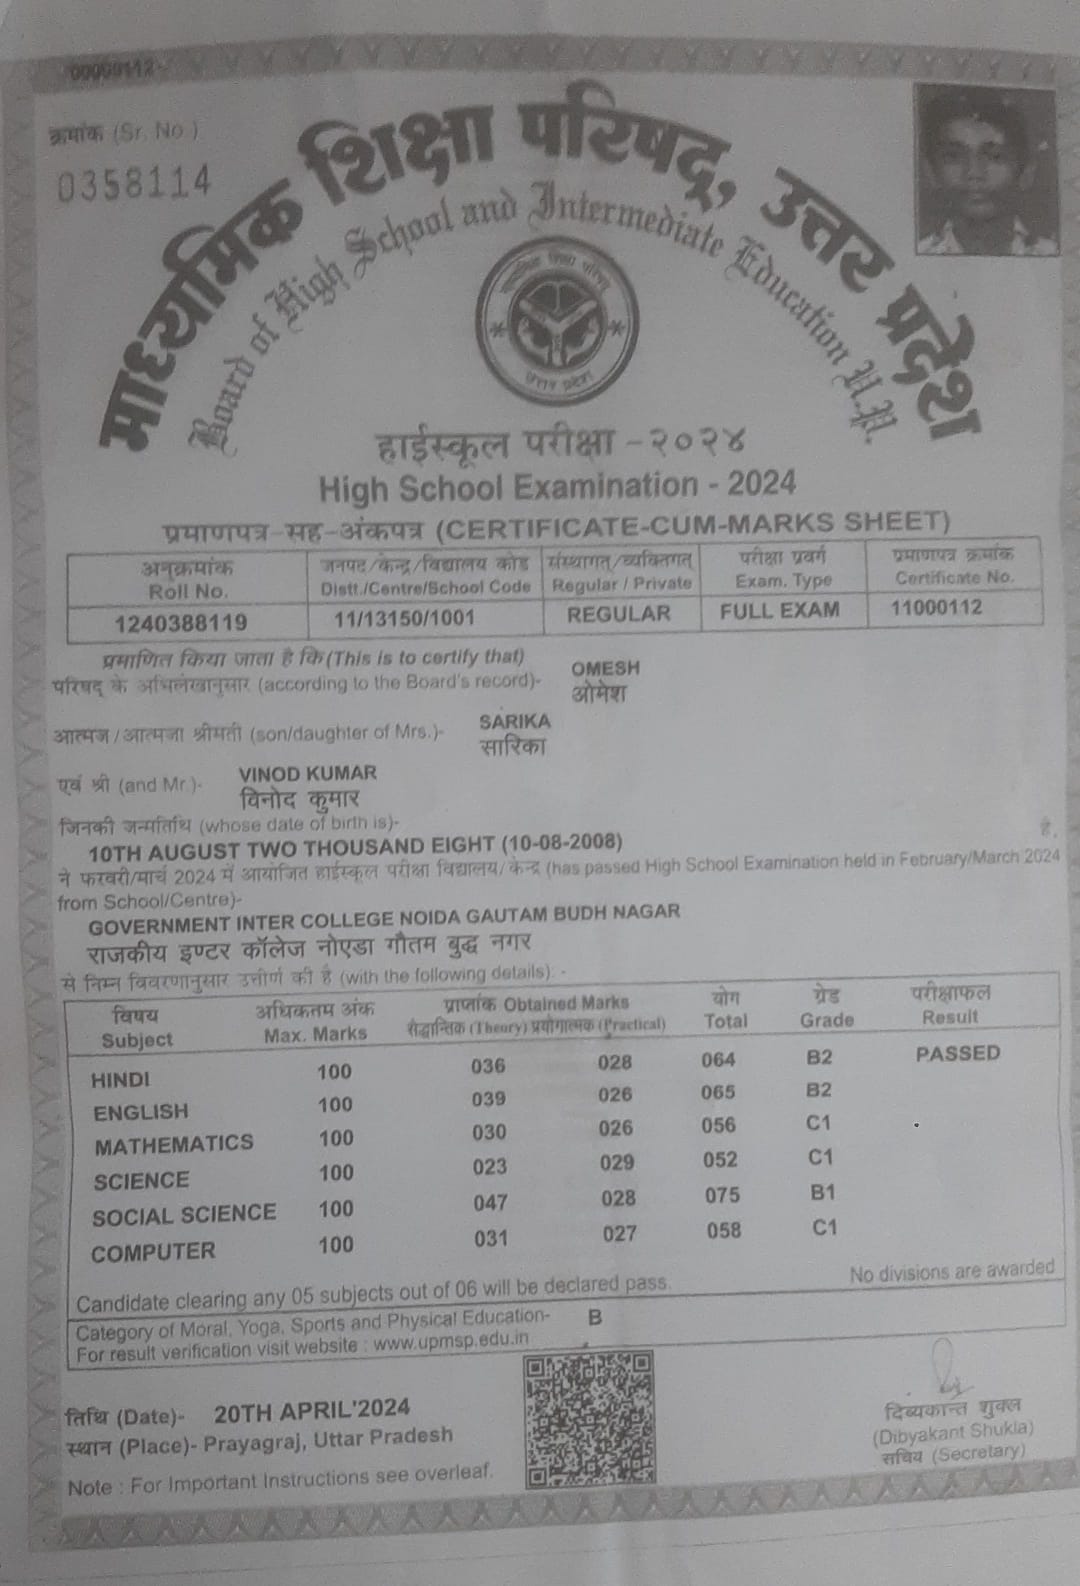 00099112
क्रमांक (Sr. No.)
0358114
माध्यमिक शिक्षा परिषद्, उत्तर प्रदेश
Board of High School and Intermediate Education U.P.
माध्यमिक शिक्षा परिषद्
उत्तर प्रदेश
हाईस्कूल परीक्षा -२०२४
High School Examination - 2024
प्रमाणपत्र-सह-अंकपत्र (CERTIFICATE-CUM-MARKS SHEET)
अनुक्रमांक जनपद/केन्द्र/विद्यालय कोड संस्थागत/व्यक्तिगत परीक्षा प्रवर्ग प्रमाणपत्र क्रमांक
Roll No. Distt./Centre/School Code Regular / Private Exam. Type Certificate No.
1240388119 11/13150/1001 REGULAR FULL EXAM 11000112
प्रमाणित किया जाता है कि (This is to certify that)
परिषद् के अभिलेखानुसार (according to the Board's record)- OMESH
ओमेश
आत्मज/आत्मजा श्रीमती (son/daughter of Mrs.)- SARIKA
सारिका
एवं श्री (and Mr.)- VINOD KUMAR
विनोद कुमार
जिनकी जन्मतिथि (whose date of birth is)-
10TH AUGUST TWO THOUSAND EIGHT (10-08-2008) है,
ने फरवरी/मार्च 2024 में आयोजित हाईस्कूल परीक्षा विद्यालय/केन्द्र (has passed High School Examination held in February/March 2024
from School/Centre)-
GOVERNMENT INTER COLLEGE NOIDA GAUTAM BUDH NAGAR
राजकीय इण्टर कॉलेज नोएडा गौतम बुद्ध नगर
से निम्न विवरणानुसार उत्तीर्ण की है (with the following details): -
विषय अधिकतम अंक प्राप्तांक Obtained Marks योग ग्रेड परीक्षाफल
Subject Max. Marks सैद्धान्तिक (Theory) प्रयोगात्मक (Practical) Total Grade Result
HINDI 100 036 028 064 B2 PASSED
ENGLISH 100 039 026 065 B2
MATHEMATICS 100 030 026 056 C1
SCIENCE 100 023 029 052 C1
SOCIAL SCIENCE 100 047 028 075 B1
COMPUTER 100 031 027 058 C1
Candidate clearing any 05 subjects out of 06 will be declared pass. No divisions are awarded
Category of Moral, Yoga, Sports and Physical Education- B
For result verification visit website : www.upmsp.edu.in
तिथि (Date)- 20TH APRIL'2024
स्थान (Place)- Prayagraj, Uttar Pradesh
Note : For Important Instructions see overleaf.
दिब्यकान्त शुक्ल
(Dibyakant Shukla)
सचिव (Secretary)